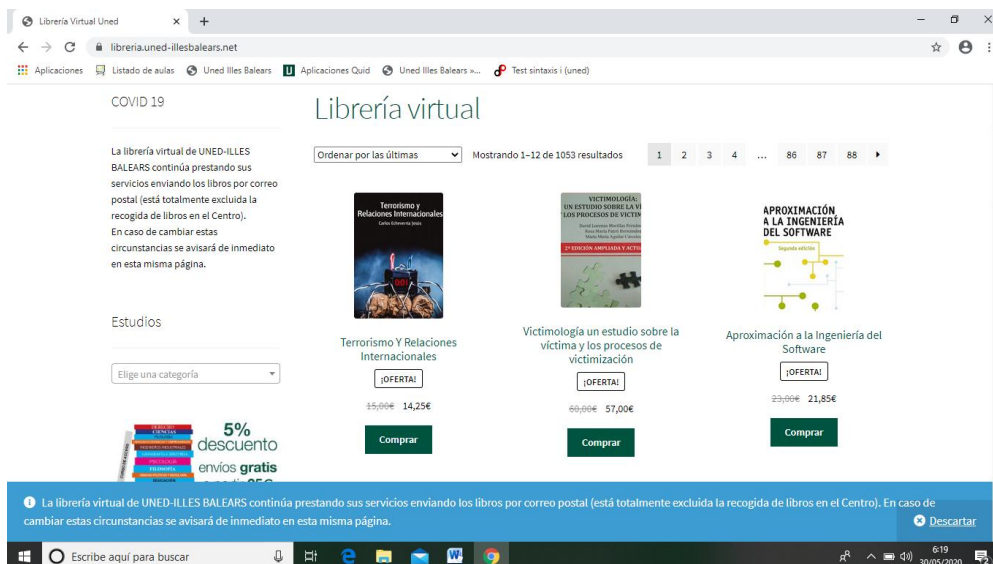 Librería Virtual Uned
libreria.uned-illesbalears.net
Aplicaciones Listado de aulas Uned Illes Balears Aplicaciones Quid Uned Illes Balears »... Test sintaxis i (uned)
COVID 19
La librería virtual de UNED-ILLES
BALEARS continúa prestando sus
servicios enviando los libros por correo
postal (está totalmente excluida la
recogida de libros en el Centro).
En caso de cambiar estas
circunstancias se avisará de inmediato
en esta misma página.
Estudios
Elige una categoría
5%
descuento
envíos gratis
DERECHO
CIENCIAS
PSICOLOGÍA
FILOSOFÍA
Librería virtual
Ordenar por las últimas Mostrando 1–12 de 1053 resultados 1 2 3 4 … 86 87 88
Terrorismo y
Relaciones Internacionales
Carlos Echeverría Jesús
001
Terrorismo Y Relaciones
Internacionales
¡OFERTA!
15,00€ 14,25€
Comprar
VICTIMOLOGÍA:
UN ESTUDIO SOBRE LA
LOS PROCESOS DE
2ª EDICIÓN AMPLIADA Y
Victimología un estudio sobre la
víctima y los procesos de
victimización
¡OFERTA!
60,00€ 57,00€
Comprar
APROXIMACIÓN
A LA INGENIERÍA
DEL SOFTWARE
Segunda edición
Aproximación a la Ingeniería del
Software
¡OFERTA!
23,00€ 21,85€
Comprar
La librería virtual de UNED-ILLES BALEARS continúa prestando sus servicios enviando los libros por correo postal (está totalmente excluida la recogida de libros en el Centro). En caso de
cambiar estas circunstancias se avisará de inmediato en esta misma página.
Descartar
Escribe aquí para buscar
6:19
30/05/2020